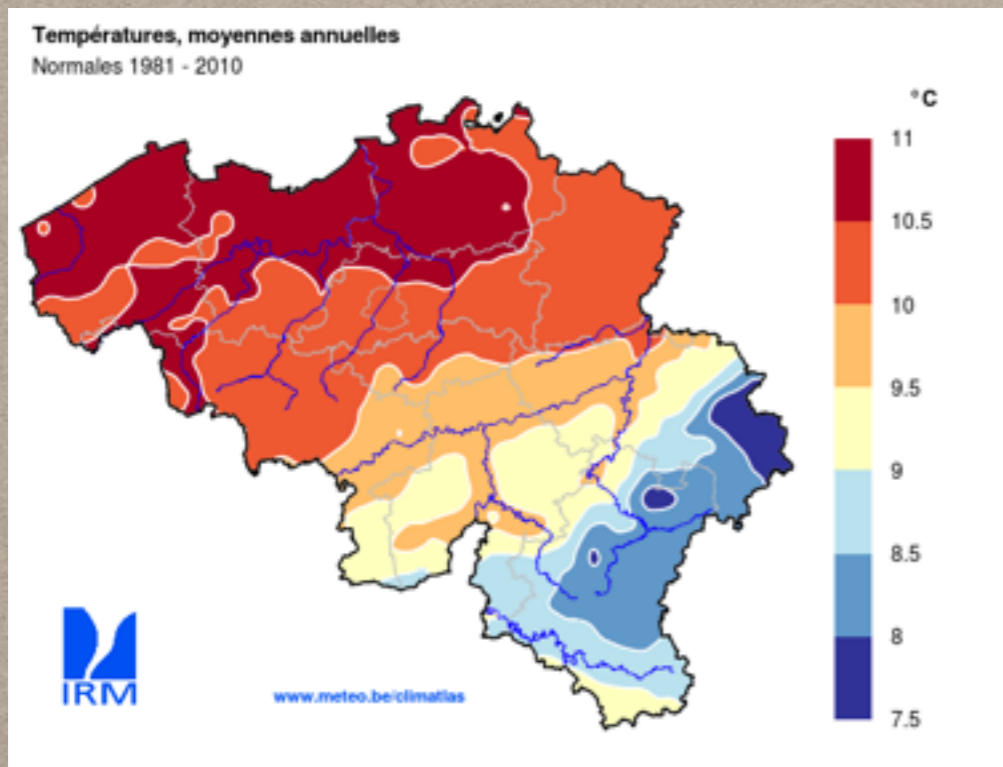 Températures, moyennes annuelles
Normales 1981 - 2010
°C
11
10.5
10
9.5
9
8.5
8
7.5
IRM
www.meteo.be/climatlas